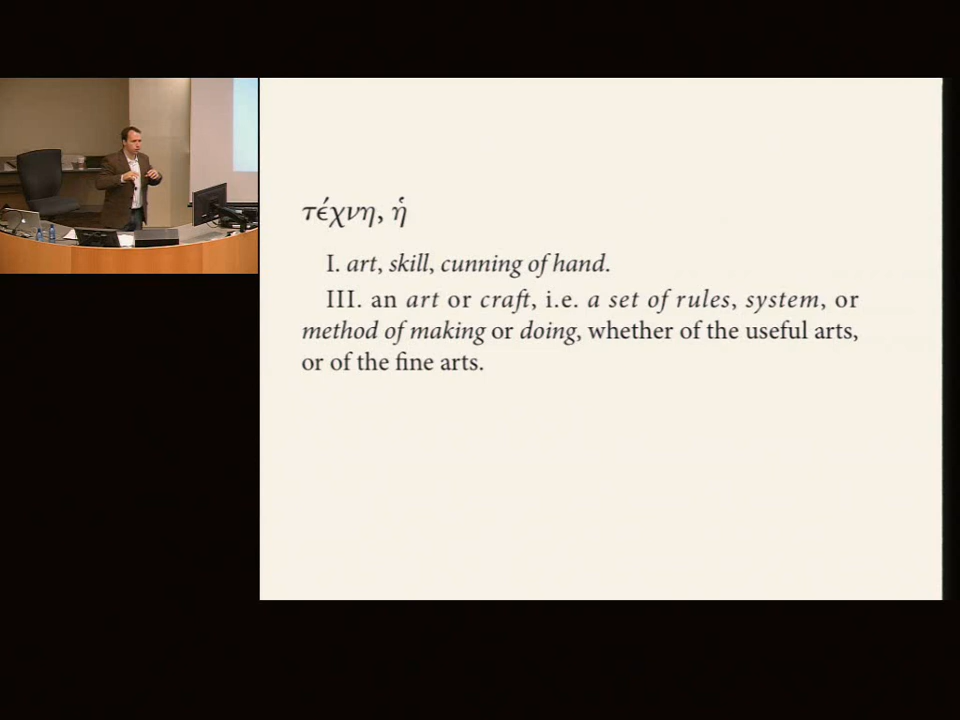 τέχνη, ἡ
I. art, skill, cunning of hand.
III. an art or craft, i.e. a set of rules, system, or
method of making or doing, whether of the useful arts,
or of the fine arts.